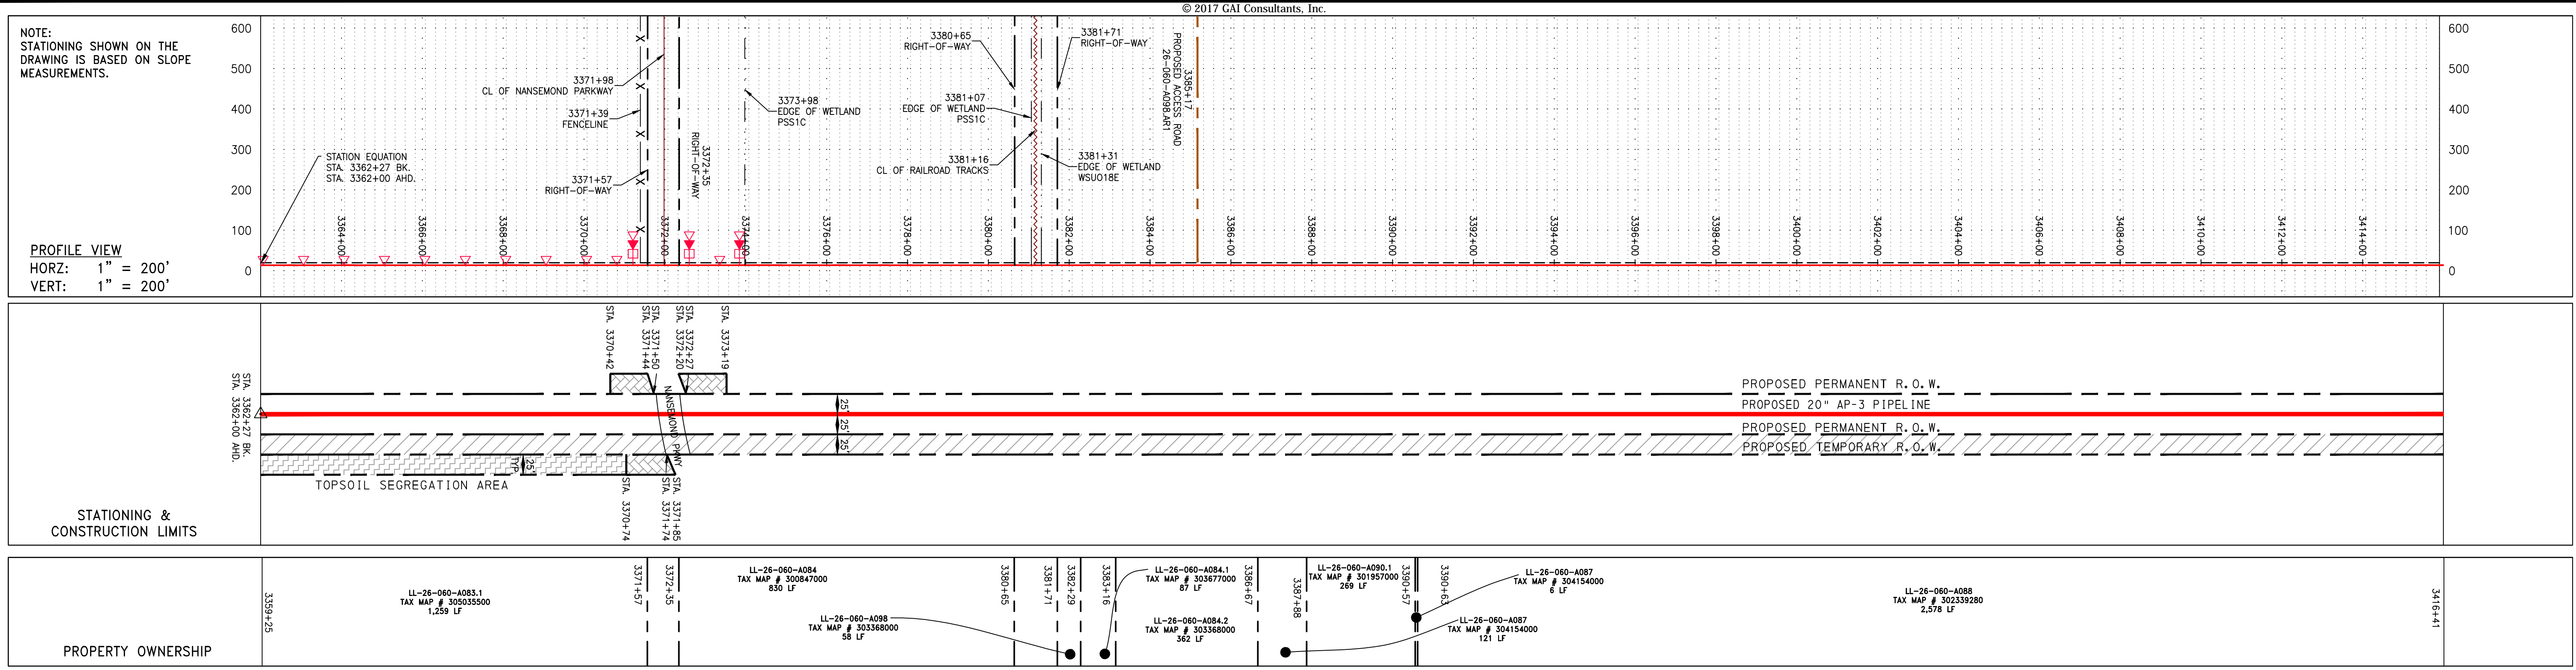 © 2017 GAI Consultants, Inc.
NOTE:
STATIONING SHOWN ON THE
DRAWING IS BASED ON SLOPE
MEASUREMENTS.
PROFILE VIEW
HORZ: 1" = 200'
VERT: 1" = 200'
600
500
400
300
200
100
0
STATION EQUATION
STA. 3362+27 BK.
STA. 3362+00 AHD.
3371+98
CL OF NANSEMOND PARKWAY
3371+39
FENCELINE
3371+57
RIGHT-OF-WAY
3372+35
RIGHT-OF-WAY
3373+98
EDGE OF WETLAND
PSS1C
3380+65
RIGHT-OF-WAY
3381+07
EDGE OF WETLAND
PSS1C
3381+16
CL OF RAILROAD TRACKS
3381+71
RIGHT-OF-WAY
3381+31
EDGE OF WETLAND
WSUO18E
3385+17
PROPOSED ACCESS ROAD
26-060-A098.AR1
3364+00
3366+00
3368+00
3370+00
3372+00
3374+00
3376+00
3378+00
3380+00
3382+00
3384+00
3386+00
3388+00
3390+00
3392+00
3394+00
3396+00
3398+00
3400+00
3402+00
3404+00
3406+00
3408+00
3410+00
3412+00
3414+00
600
500
400
300
200
100
0
STATIONING &
CONSTRUCTION LIMITS
STA. 3362+27 BK.
STA. 3362+00 AHD.
STA. 3370+42
STA. 3371+44
STA. 3371+50
STA. 3372+20
STA. 3372+27
STA. 3373+19
NANSEMOND PKWY
25'
25'
25'
25'
TYP
TOPSOIL SEGREGATION AREA
STA. 3370+74
STA. 3371+74
STA. 3371+85
PROPOSED PERMANENT R.O.W.
PROPOSED 20" AP-3 PIPELINE
PROPOSED PERMANENT R.O.W.
PROPOSED TEMPORARY R.O.W.
PROPERTY OWNERSHIP
3359+25
LL-26-060-A083.1
TAX MAP # 305035500
1,259 LF
3371+57
3372+35
LL-26-060-A084
TAX MAP # 300847000
830 LF
LL-26-060-A098
TAX MAP # 303368000
58 LF
3380+65
3381+71
3382+29
3383+16
LL-26-060-A084.1
TAX MAP # 303677000
87 LF
LL-26-060-A084.2
TAX MAP # 303368000
362 LF
3386+67
3387+88
LL-26-060-A090.1
TAX MAP # 301957000
269 LF
3390+57
3390+63
LL-26-060-A087
TAX MAP # 304154000
6 LF
LL-26-060-A087
TAX MAP # 304154000
121 LF
LL-26-060-A088
TAX MAP # 302339280
2,578 LF
3416+41